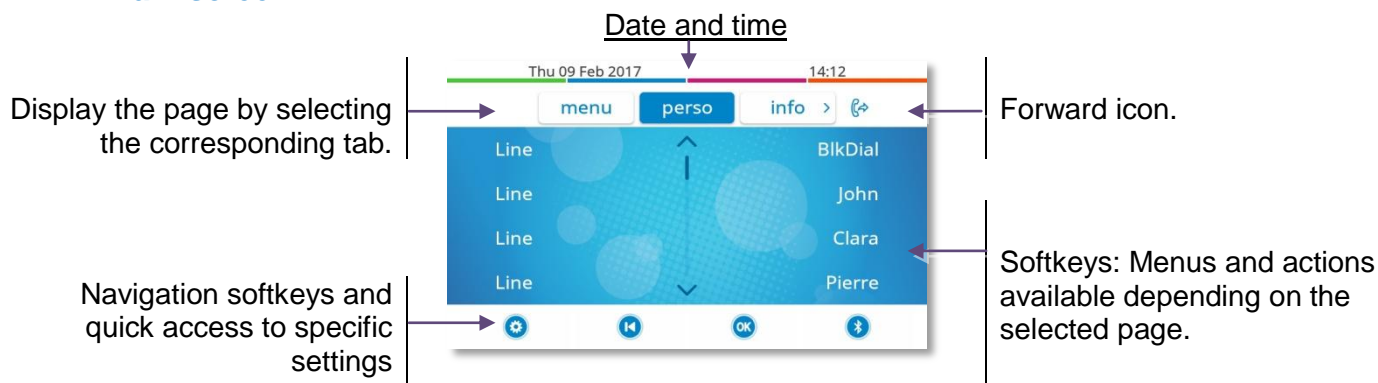 Date and time
Thu 09 Feb 2017 14:12
Display the page by selecting
the corresponding tab.
menu perso info
Forward icon.
Line BlkDial
Line John
Line Clara
Line Pierre
Softkeys: Menus and actions
available depending on the
selected page.
Navigation softkeys and
quick access to specific
settings
OK